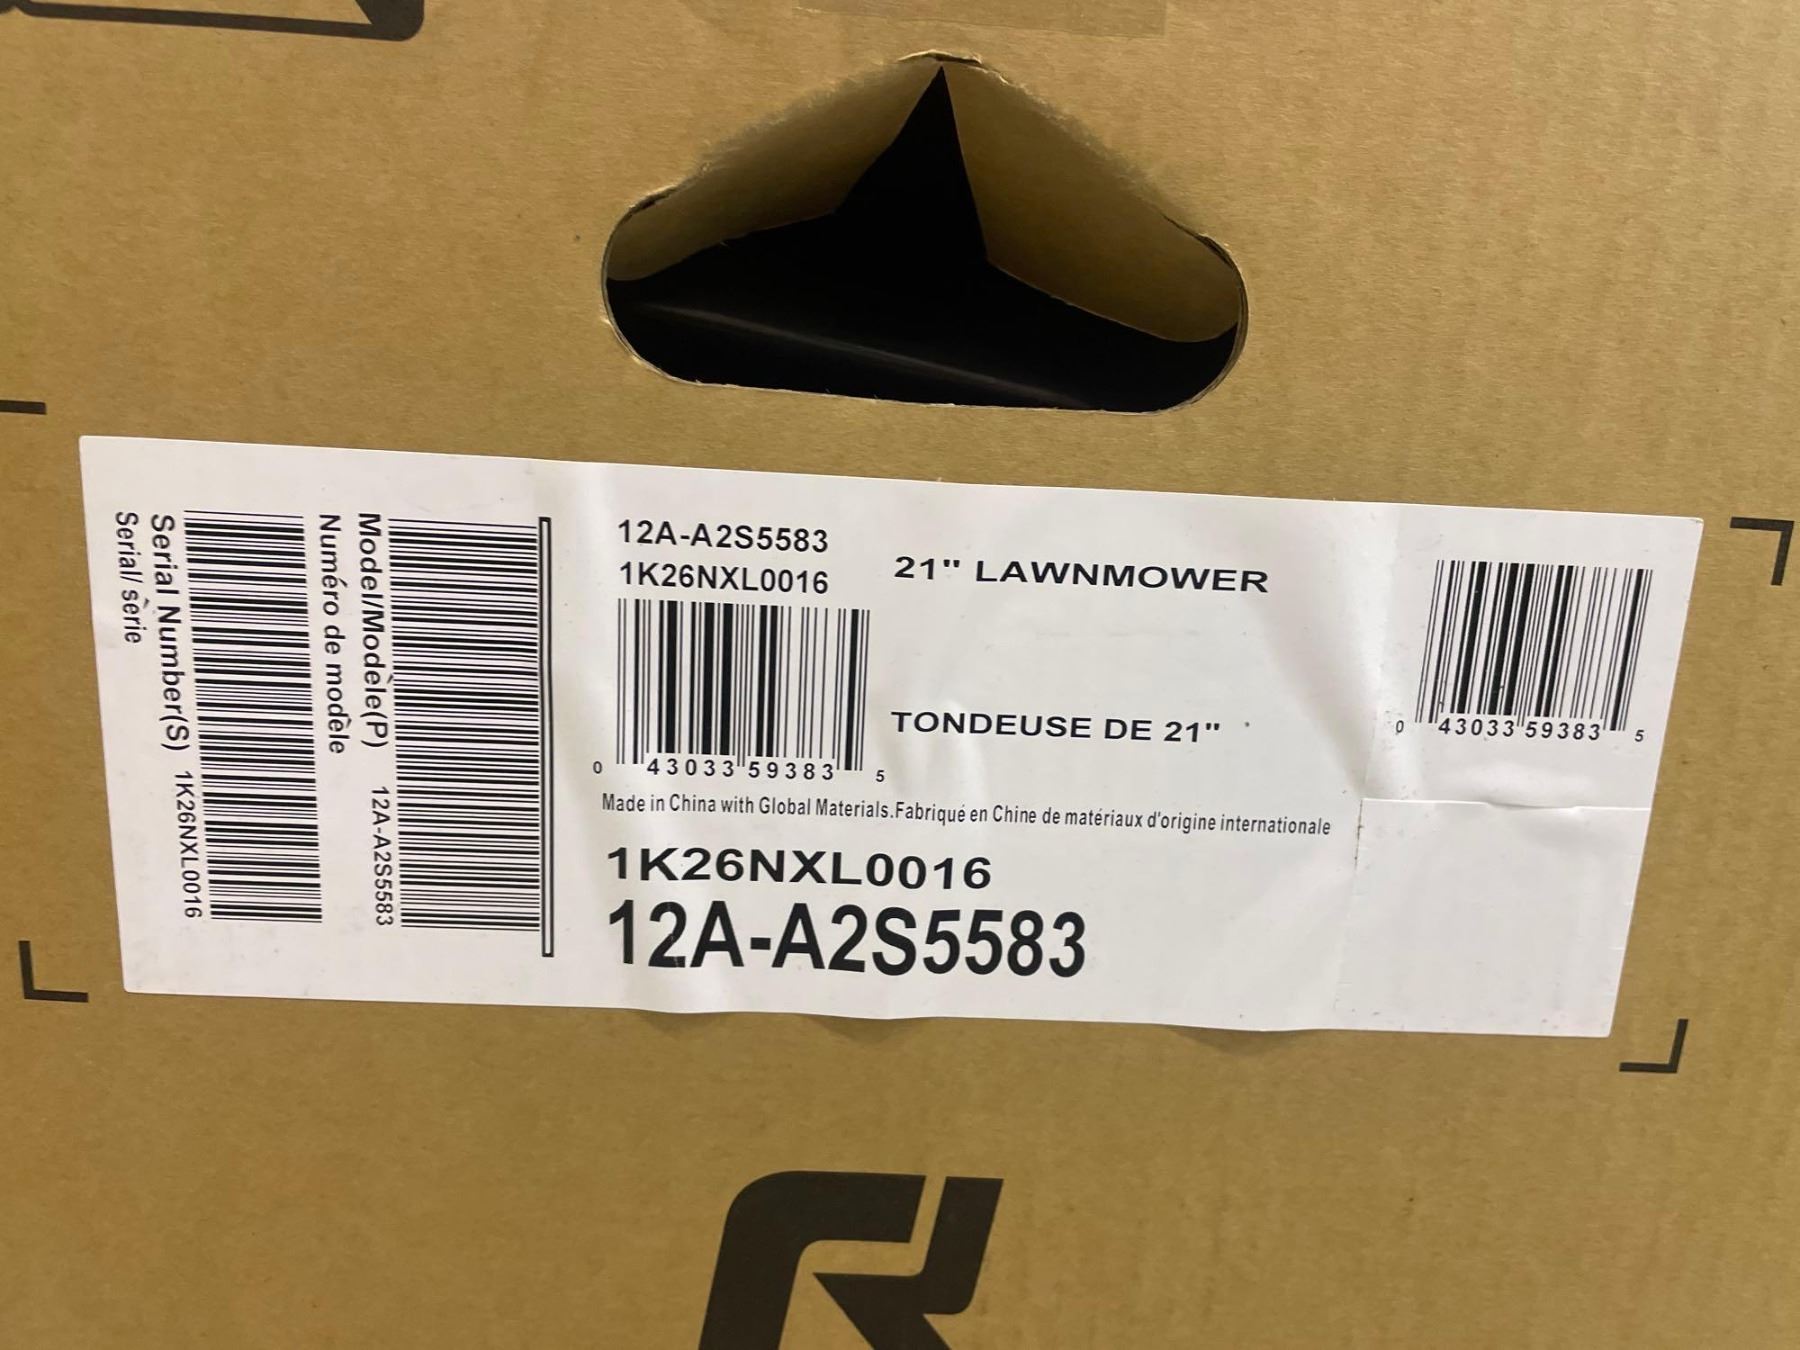 12A-A2S5583
1K26NXL0016
21" LAWNMOWER
0 43033 59383 5
TONDEUSE DE 21"
0 43033 59383 5
Made in China with Global Materials.Fabriqué en Chine de matériaux d'origine internationale
1K26NXL0016
12A-A2S5583
Model/Modèle(P) 12A-A2S5583
Numéro de modèle
Serial Number(S) 1K26NXL0016
Serial/ sèrie